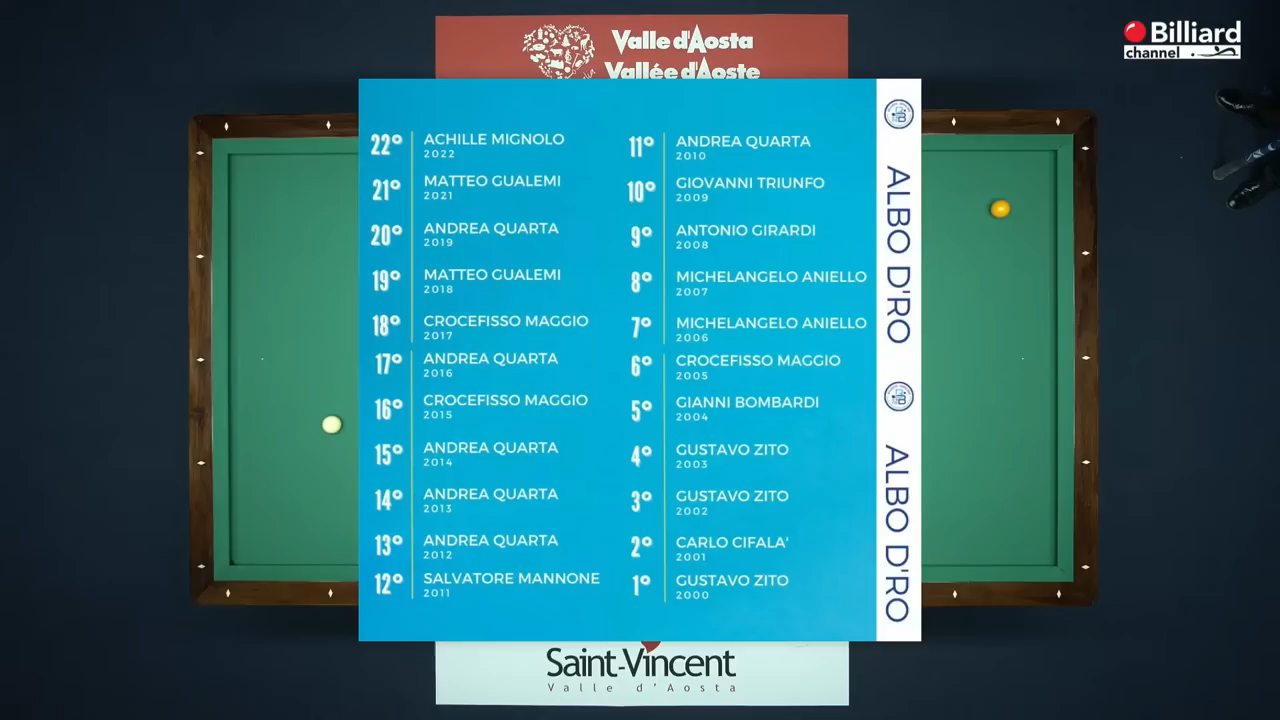 Valle d'Aosta
Vallée d'Aoste
Billiard
channel
22° ACHILLE MIGNOLO
2022
21° MATTEO GUALEMI
2021
20° ANDREA QUARTA
2019
19° MATTEO GUALEMI
2018
18° CROCEFISSO MAGGIO
2017
17° ANDREA QUARTA
2016
16° CROCEFISSO MAGGIO
2015
15° ANDREA QUARTA
2014
14° ANDREA QUARTA
2013
13° ANDREA QUARTA
2012
12° SALVATORE MANNONE
2011
11° ANDREA QUARTA
2010
10° GIOVANNI TRIUNFO
2009
9° ANTONIO GIRARDI
2008
8° MICHELANGELO ANIELLO
2007
7° MICHELANGELO ANIELLO
2006
6° CROCEFISSO MAGGIO
2005
5° GIANNI BOMBARDI
2004
4° GUSTAVO ZITO
2003
3° GUSTAVO ZITO
2002
2° CARLO CIFALA'
2001
1° GUSTAVO ZITO
2000
ALBO D'RO
ALBO D'RO
Saint-Vincent
Valle d'Aosta